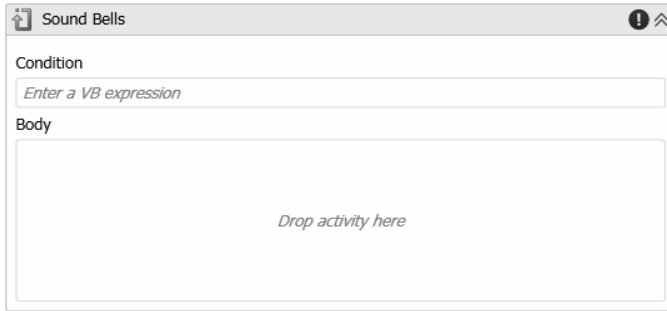 Sound Bells
Condition
Enter a VB expression
Body
Drop activity here